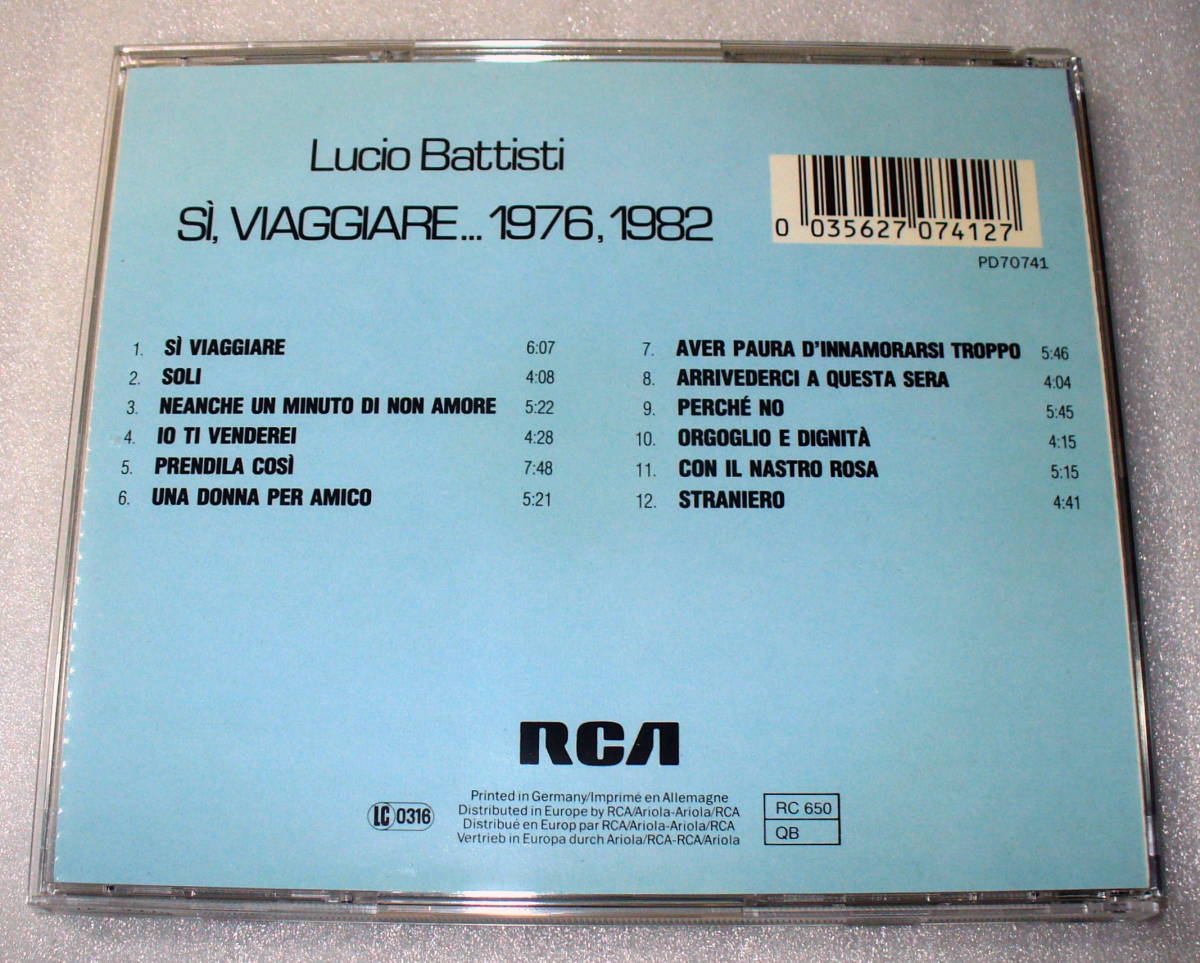 Lucio Battisti
SÌ, VIAGGIARE... 1976, 1982
0 035627 074127
PD70741
1. SÌ VIAGGIARE 6:07
2. SOLI 4:08
3. NEANCHE UN MINUTO DI NON AMORE 5:22
4. IO TI VENDEREI 4:28
5. PRENDILA COSÌ 7:48
6. UNA DONNA PER AMICO 5:21
7. AVER PAURA D'INNAMORARSI TROPPO 5:46
8. ARRIVEDERCI A QUESTA SERA 4:04
9. PERCHÉ NO 5:45
10. ORGOGLIO E DIGNITÀ 4:15
11. CON IL NASTRO ROSA 5:15
12. STRANIERO 4:41
RCA
LC 0316
Printed in Germany/Imprimé en Allemagne
Distributed in Europe by RCA/Ariola-Ariola/RCA
Distribué en Europ par RCA/Ariola-Ariola/RCA
Vertrieb in Europa durch Ariola/RCA-RCA/Ariola
RC 650
QB